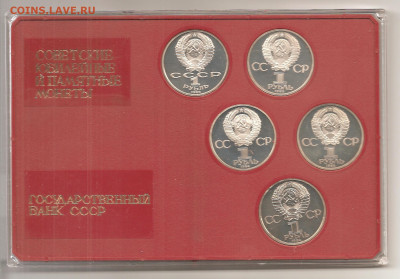 СОВЕТСКИЕ
ЮБИЛЕЙНЫЕ
И ПАМЯТНЫЕ
МОНЕТЫ
ГОСУДАРСТВЕННЫЙ
БАНК СССР
СССР
1
РУБЛЬ
СС СР
1
РУБЛЬ
СС СР
1
РУБЛЬ
СС СР
1
РУБЛЬ
СС СР
1
РУБЛЬ
COINS.LAVE.RU